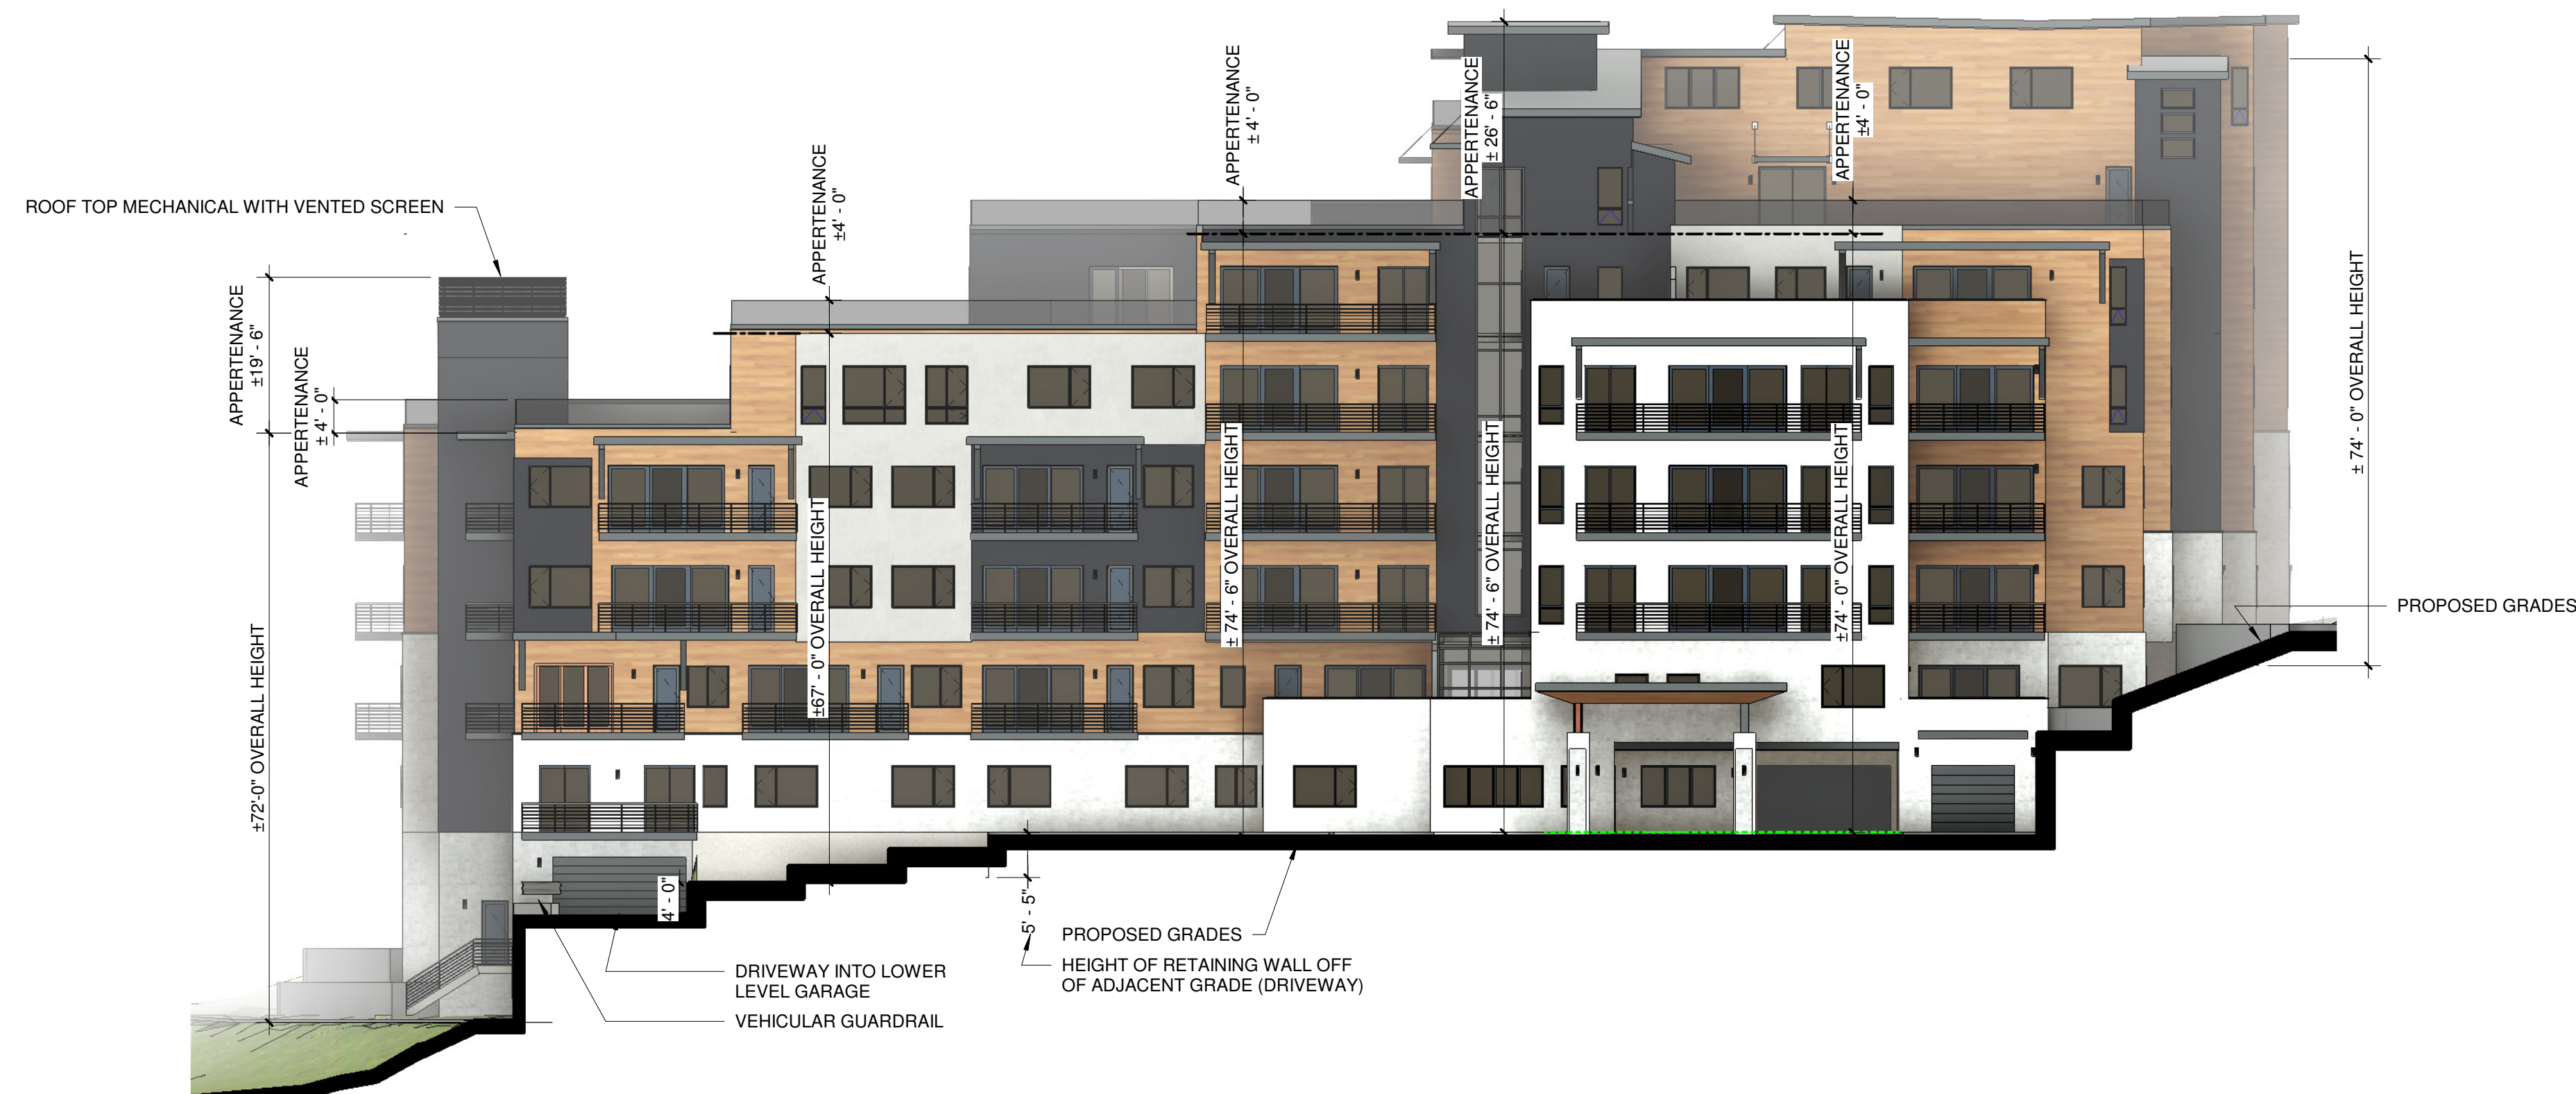 ROOF TOP MECHANICAL WITH VENTED SCREEN
APPERTENANCE
±19' - 6"
APPERTENANCE
± 4' - 0"
±72'-0" OVERALL HEIGHT
APPERTENANCE
±4' - 0"
±67' - 0" OVERALL HEIGHT
APPERTENANCE
± 4' - 0"
± 74' - 6" OVERALL HEIGHT
APPERTENANCE
± 26' - 6"
± 74' - 6" OVERALL HEIGHT
APPERTENANCE
±4' - 0"
±74' - 0" OVERALL HEIGHT
± 74' - 0" OVERALL HEIGHT
PROPOSED GRADES
4' - 0"
5' - 5"
PROPOSED GRADES
HEIGHT OF RETAINING WALL OFF
OF ADJACENT GRADE (DRIVEWAY)
DRIVEWAY INTO LOWER
LEVEL GARAGE
VEHICULAR GUARDRAIL